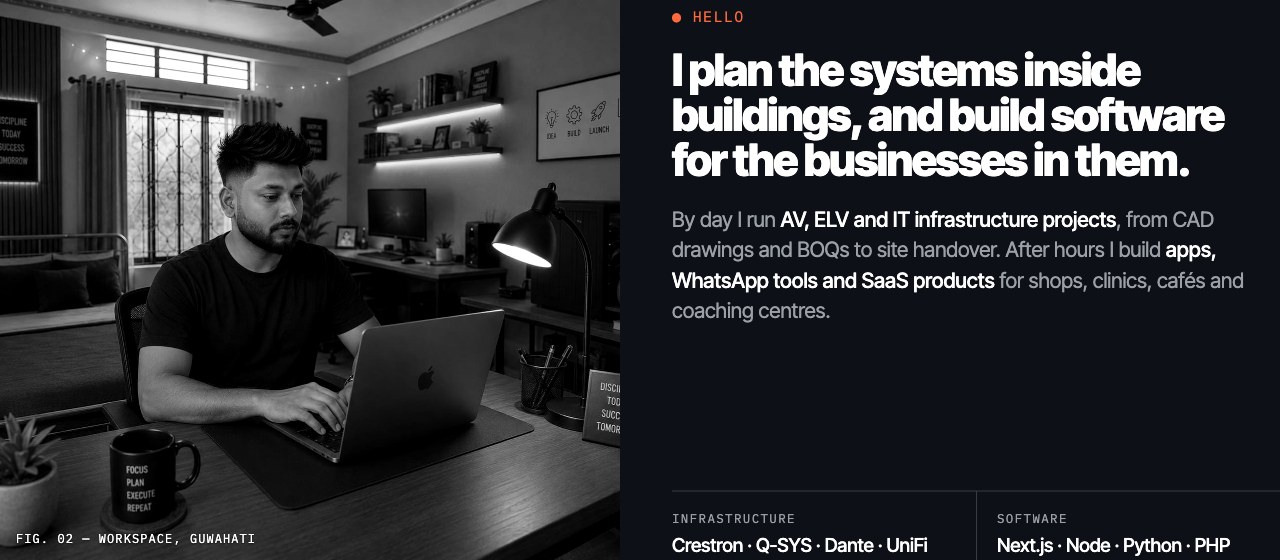 DISCIPLINE
TODAY
SUCCESS
TOMORROW
IDEA
BUILD
LAUNCH
FOCUS
PLAN
EXECUTE
REPEAT
FIG. 02 — WORKSPACE, GUWAHATI
HELLO
I plan the systems inside
buildings, and build software
for the businesses in them.
By day I run AV, ELV and IT infrastructure projects, from CAD
drawings and BOQs to site handover. After hours I build apps,
WhatsApp tools and SaaS products for shops, clinics, cafés and
coaching centres.
INFRASTRUCTURE
Crestron · Q-SYS · Dante · UniFi
SOFTWARE
Next.js · Node · Python · PHP